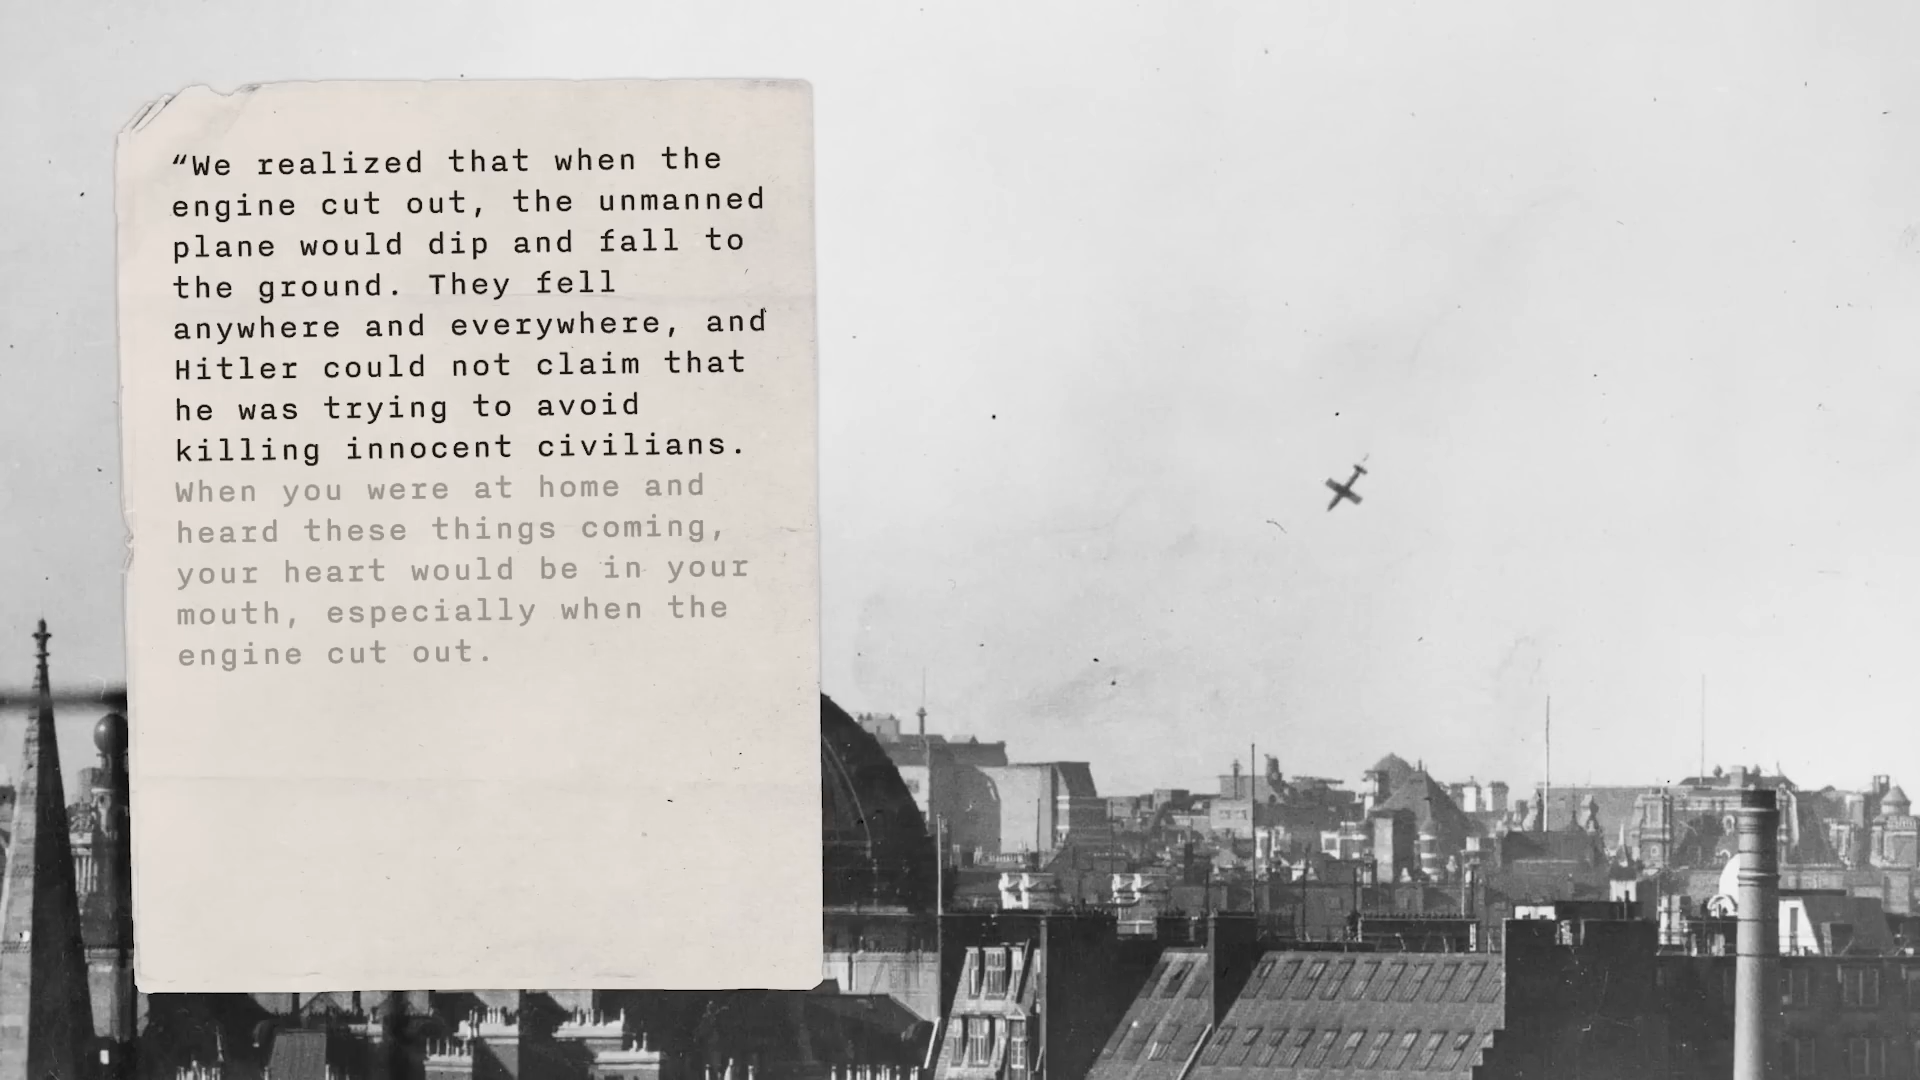 “We realized that when the
engine cut out, the unmanned
plane would dip and fall to
the ground. They fell
anywhere and everywhere, and
Hitler could not claim that
he was trying to avoid
killing innocent civilians.
When you were at home and
heard these things coming,
your heart would be in your
mouth, especially when the
engine cut out.